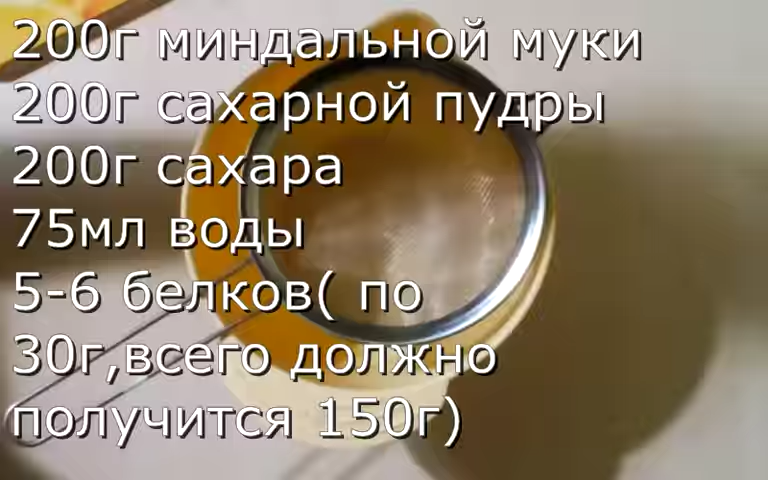 200г миндальной муки
200г сахарной пудры
200г сахара
75мл воды
5-6 белков( по
30г,всего должно
получится 150г)